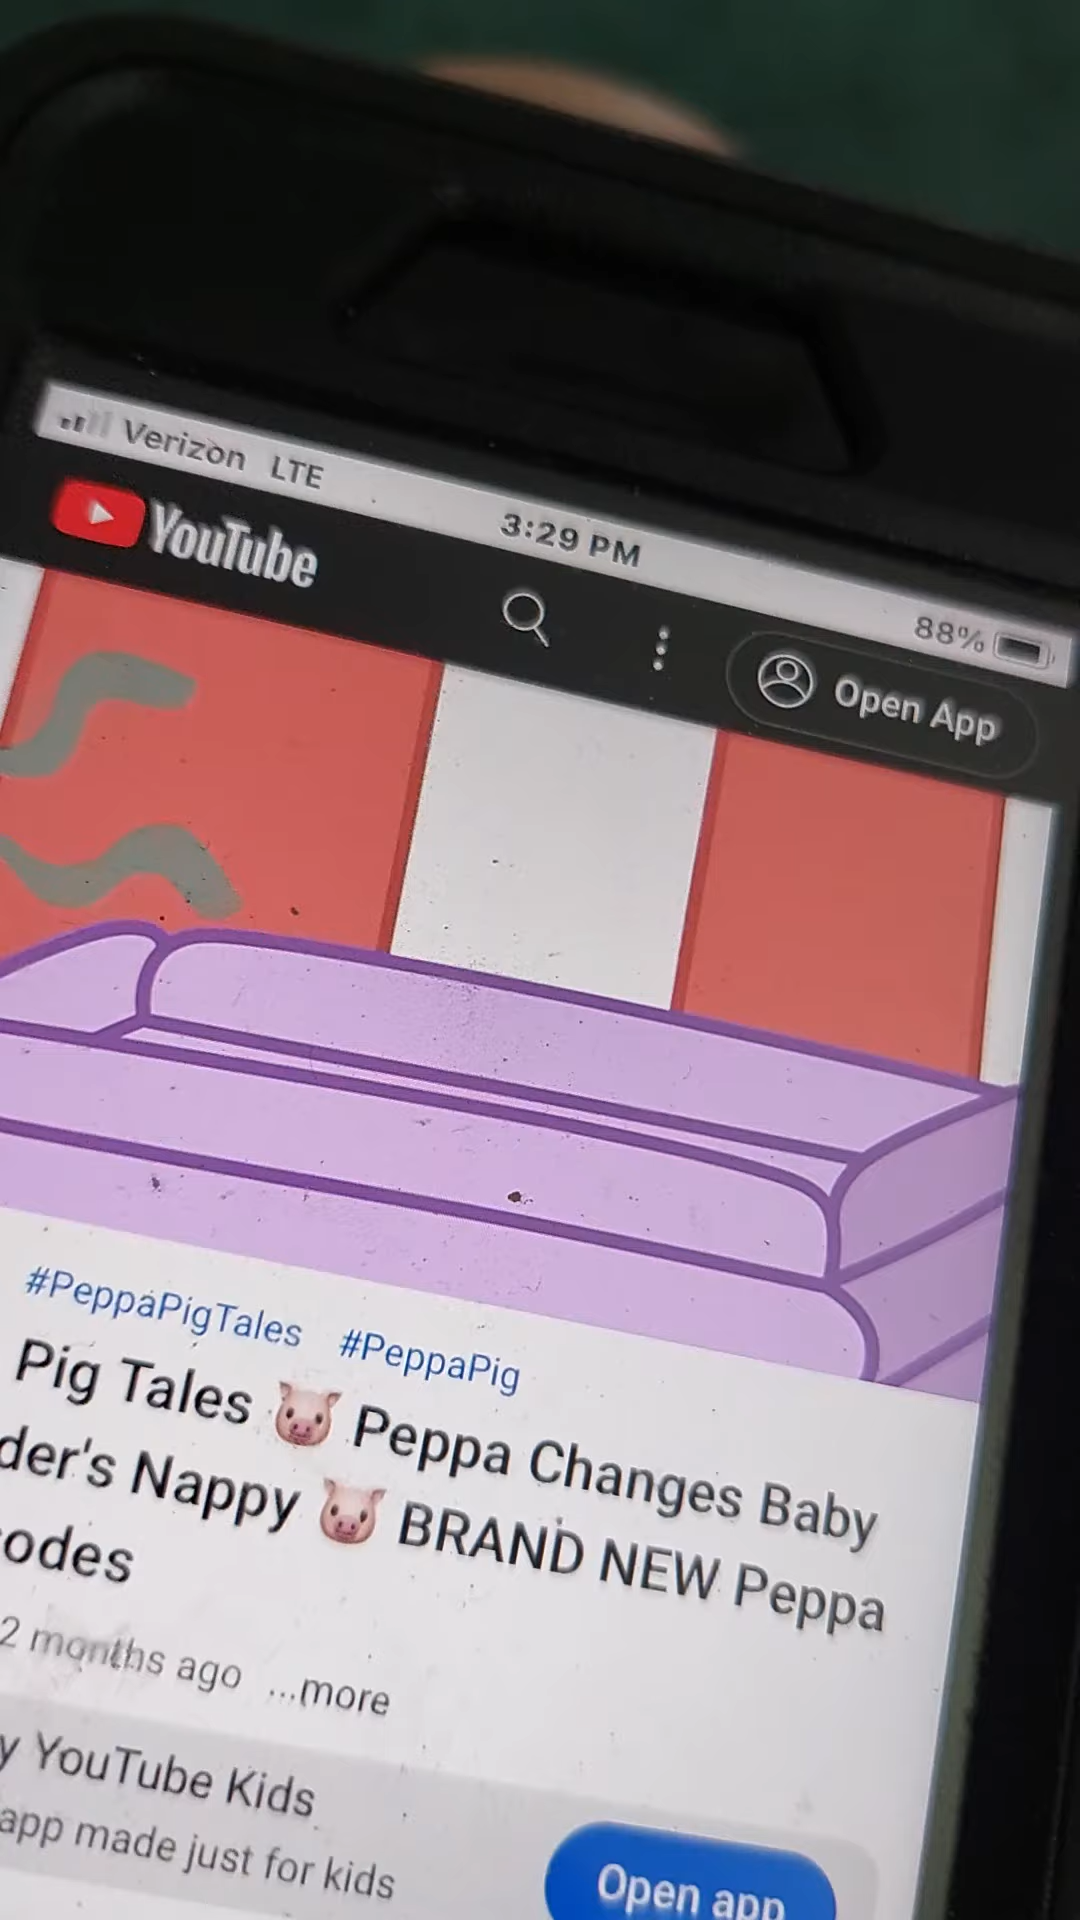 Verizon LTE 3:29 PM 88%
YouTube Open App
#PeppaPigTales #PeppaPig
Pig Tales 🐷 Peppa Changes Baby
der's Nappy 🐷 BRAND NEW Peppa
odes
2 months ago ...more
y YouTube Kids
app made just for kids
Open app